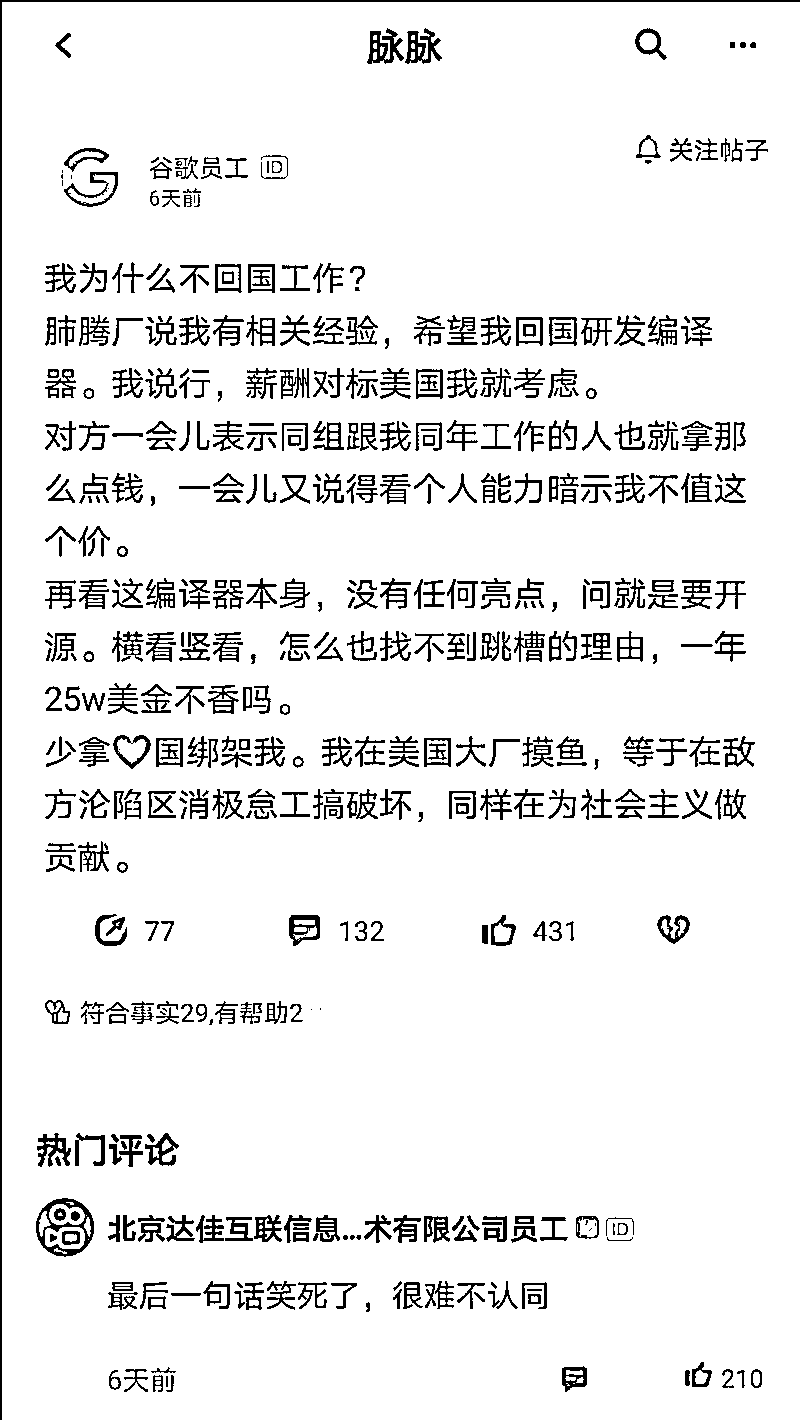 脉脉
关注帖子
谷歌员工 ID
6天前
我为什么不回国工作？
肺腾厂说我有相关经验，希望我回国研发编译
器。我说行，薪酬对标美国我就考虑。
对方一会儿表示同组跟我同年工作的人也就拿那
么点钱，一会儿又说得看个人能力暗示我不值这
个价。
再看这编译器本身，没有任何亮点，问就是要开
源。横看竖看，怎么也找不到跳槽的理由，一年
25w美金不香吗。
少拿♡国绑架我。我在美国大厂摸鱼，等于在敌
方沦陷区消极怠工搞破坏，同样在为社会主义做
贡献。
77 132 431
符合事实29,有帮助2
热门评论
北京达佳互联信息...术有限公司员工 ID
最后一句话笑死了，很难不认同
6天前 210